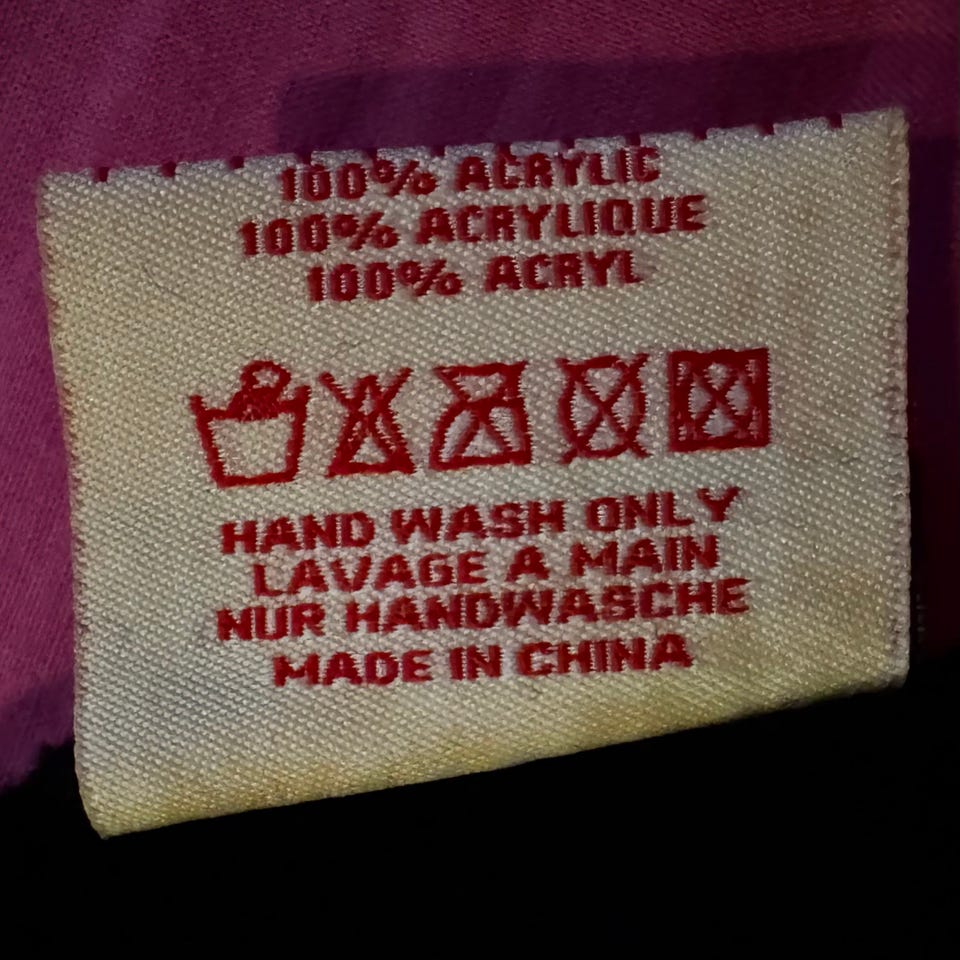 100% ACRYLIC
100% ACRYLIQUE
100% ACRYL
HAND WASH ONLY
LAVAGE A MAIN
NUR HANDWASCHE
MADE IN CHINA